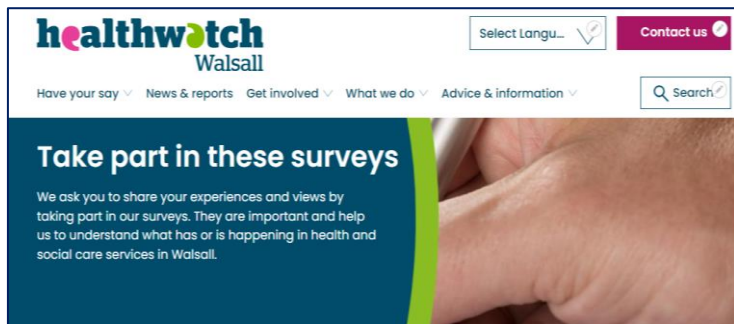 healthwatch
Walsall
Select Langu...
Contact us
Have your say
News & reports
Get involved
What we do
Advice & information
Search
Take part in these surveys
We ask you to share your experiences and views by
taking part in our surveys. They are important and help
us to understand what has or is happening in health and
social care services in Walsall.